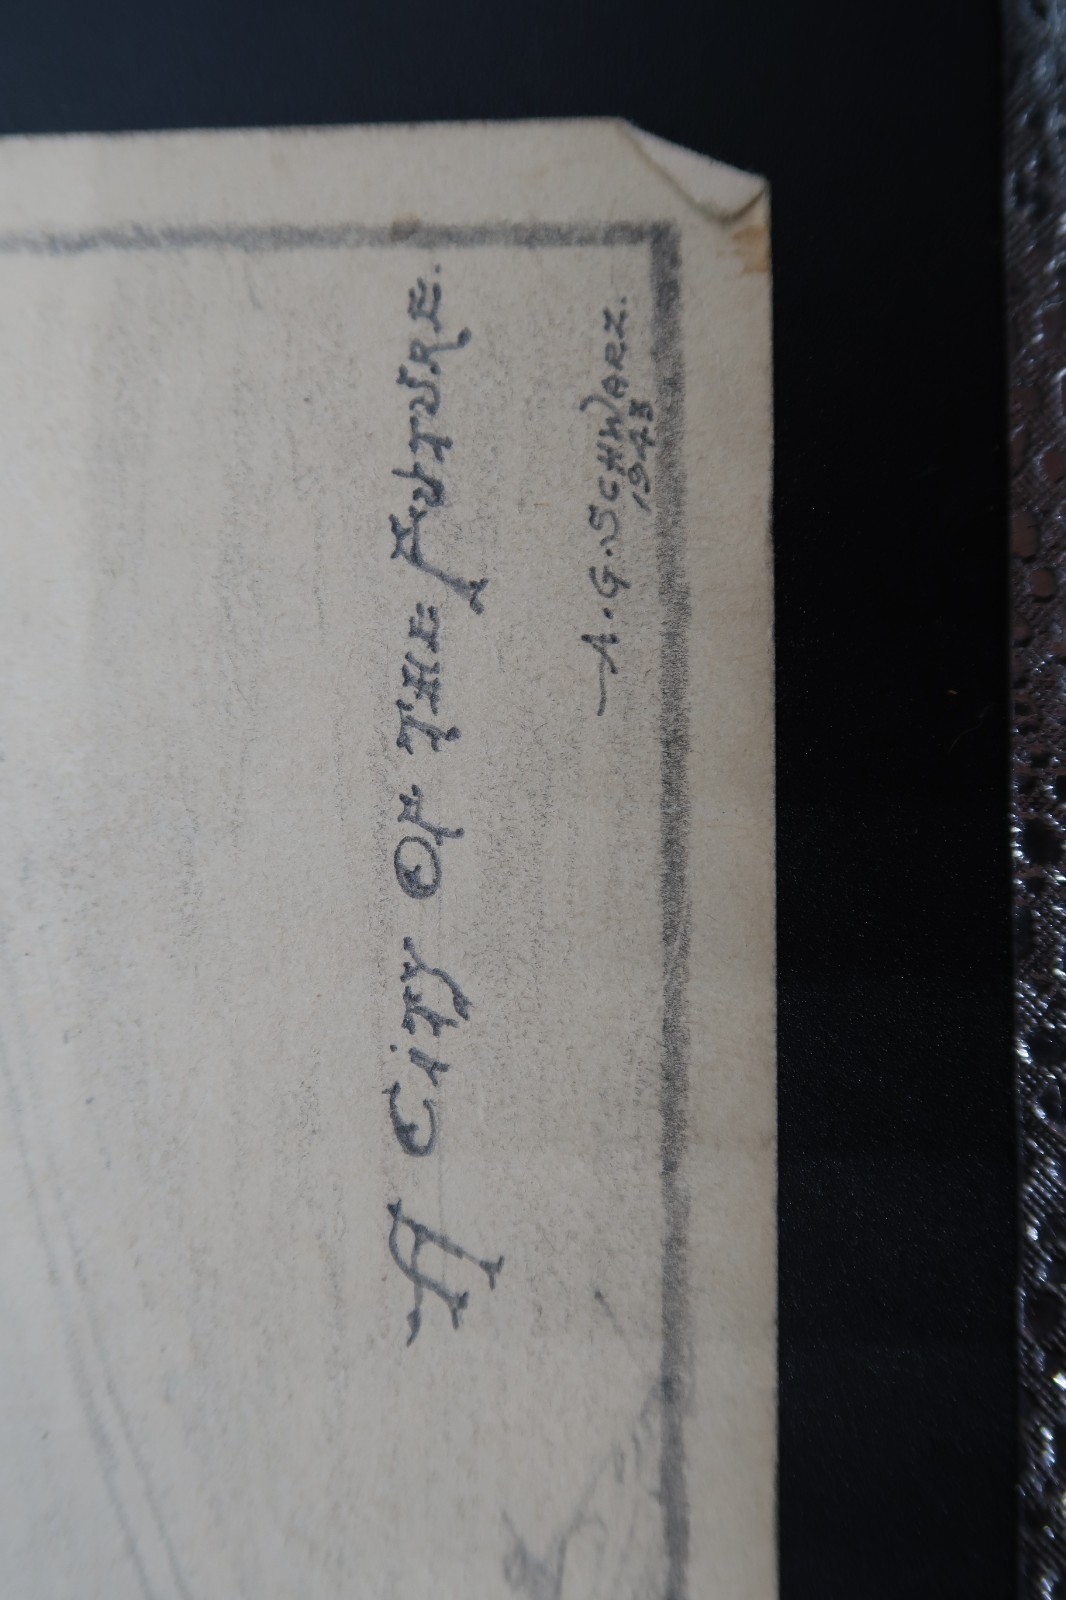 A City Of THE FUTURE.
—A.G.SCHWARZ.
1943